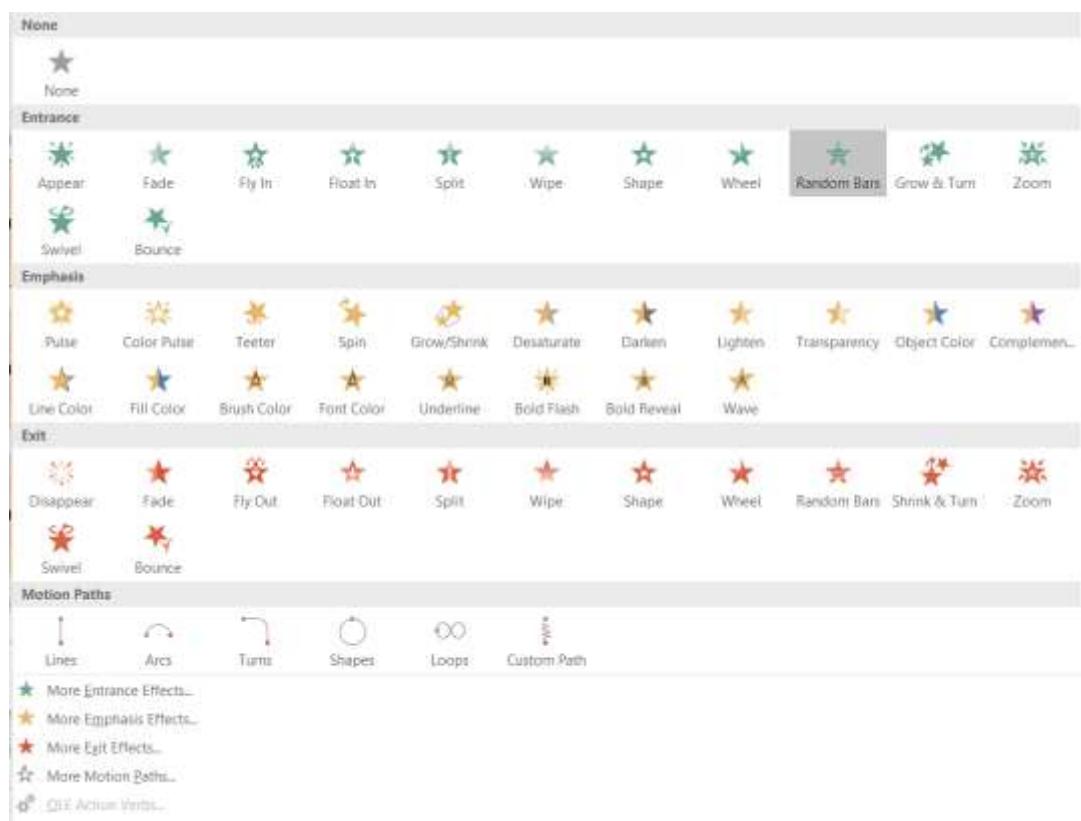 None
None
Entrance
Appear Fade Fly In Float In Split Wipe Shape Wheel Random Bars Grow & Turn Zoom
Swivel Bounce
Emphasis
Pulse Color Pulse Teeter Spin Grow/Shrink Desaturate Darken Lighten Transparency Object Color Complemen...
Line Color Fill Color Brush Color Font Color Underline Bold Flash Bold Reveal Wave
Exit
Disappear Fade Fly Out Float Out Split Wipe Shape Wheel Random Bars Shrink & Turn Zoom
Swivel Bounce
Motion Paths
Lines Arcs Turns Shapes Loops Custom Path
More Entrance Effects...
More Emphasis Effects...
More Exit Effects...
More Motion Paths...
OLE Action Verbs...